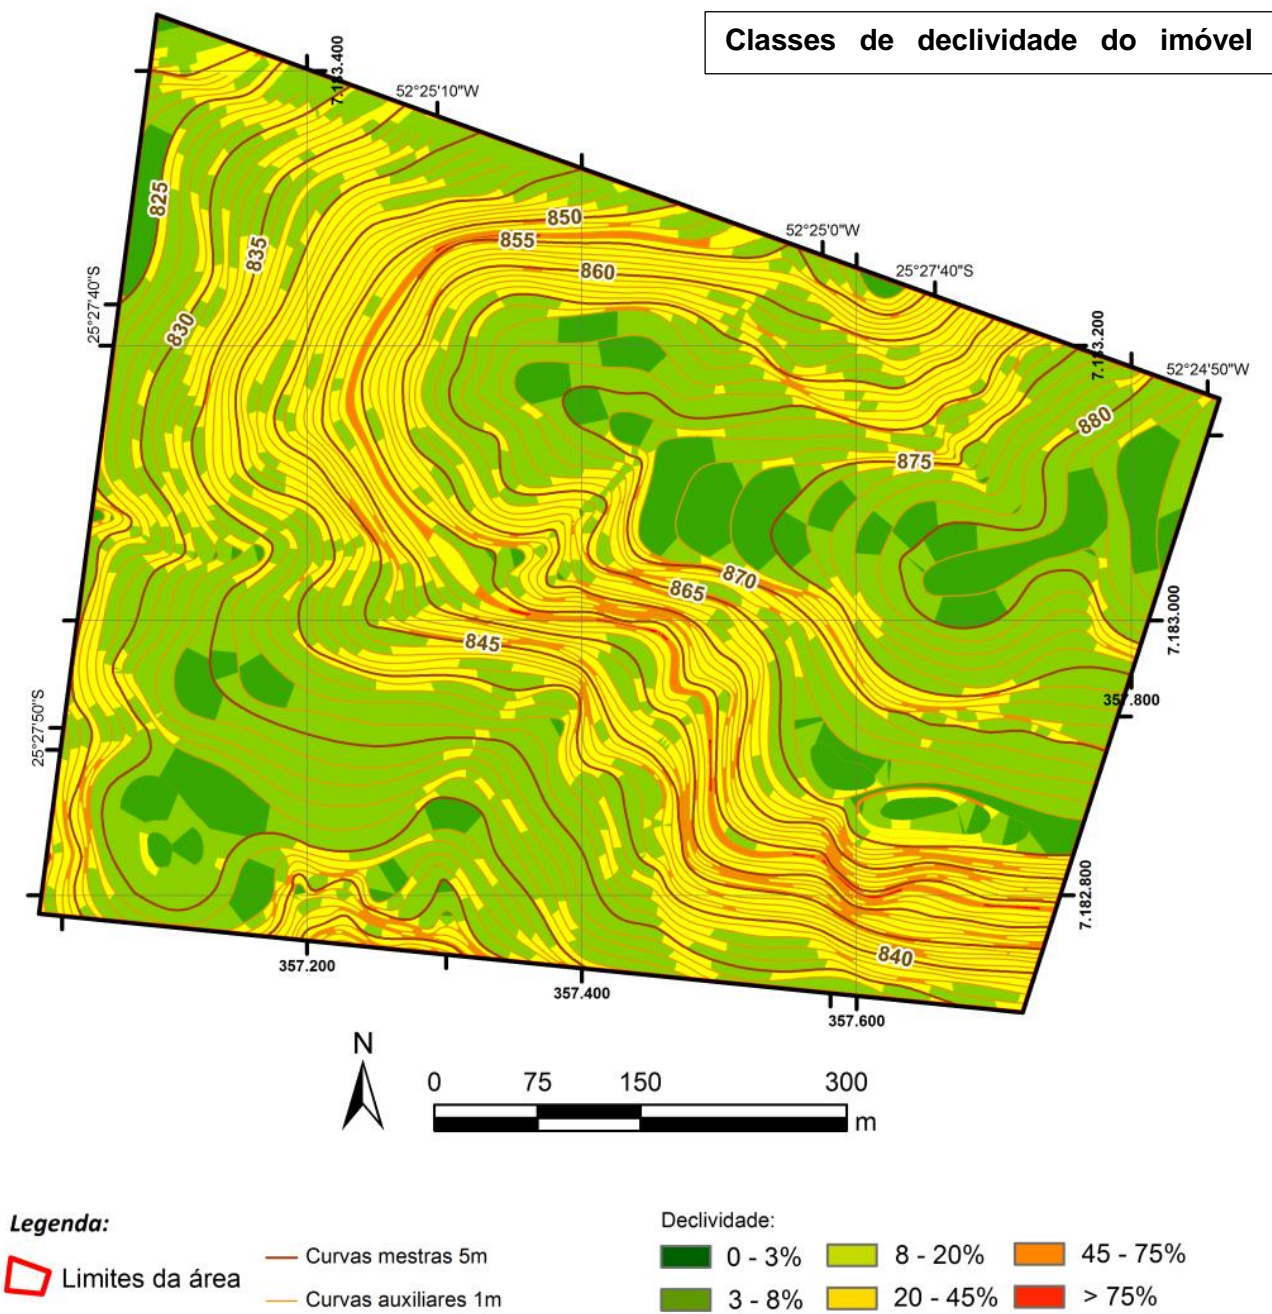 Classes de declividade do imóvel
7.183.400
52°25'10"W
52°25'0"W
25°27'40"S
7.183.200
52°24'50"W
825
850
855
860
835
830
25°27'40"S
880
875
870
865
845
7.183.000
357.800
25°27'50"S
7.182.800
840
357.200
357.400
357.600
N
0 75 150 300
m
Legenda:
Limites da área
Curvas mestras 5m
Curvas auxiliares 1m
Declividade:
0 - 3% 8 - 20% 45 - 75%
3 - 8% 20 - 45% > 75%